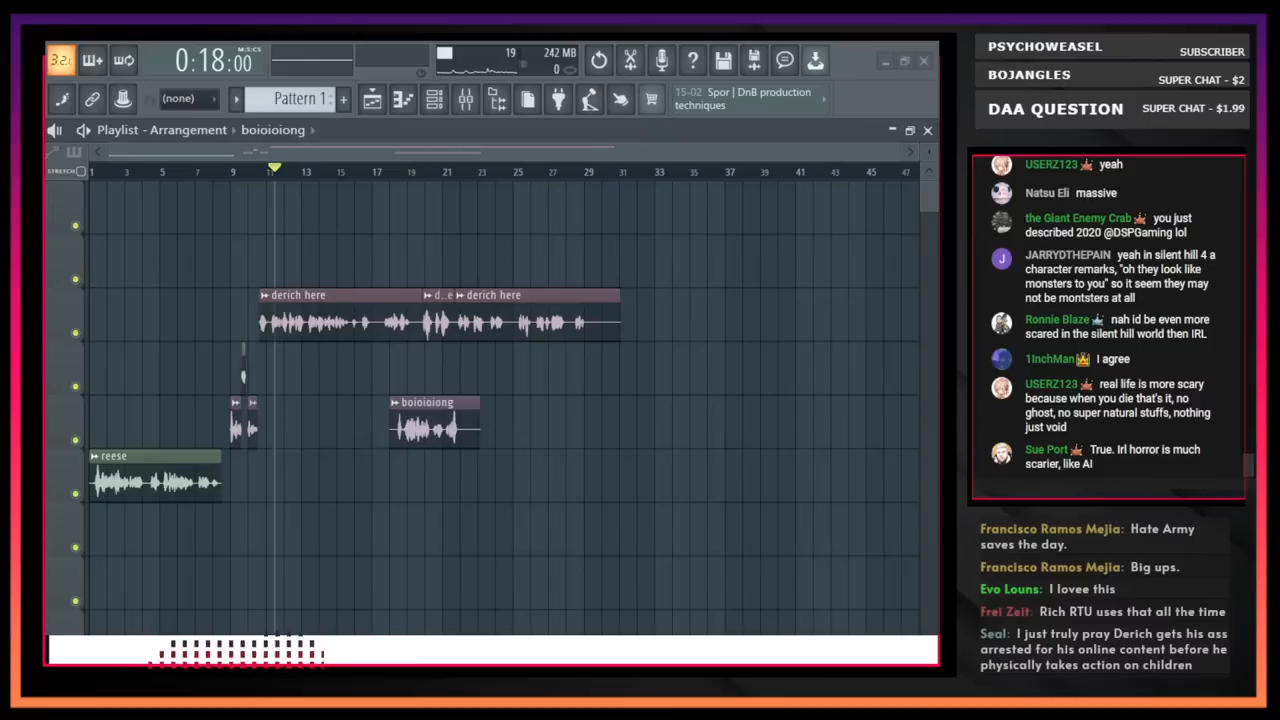 3.2.
0:18:00
M:S:CS
19
242 MB
0
(none)
Pattern 1
15-02 Spor | DnB production
techniques
Playlist - Arrangement
boioioiong
STRETCH
1 3 5 7 9 11 13 15 17 19 21 23 25 27 29 31 33 35 37 39 41 43 45 47
derich here
d..e
derich here
boioioiong
reese
PSYCHOWEASEL
SUBSCRIBER
BOJANGLES
SUPER CHAT - $2
DAA QUESTION
SUPER CHAT - $1.99
USERZ123 yeah
Natsu Eli massive
the Giant Enemy Crab you just
described 2020 @DSPGaming lol
J
JARRYDTHEPAIN yeah in silent hill 4 a
character remarks, "oh they look like
monsters to you" so it seem they may
not be montsters at all
Ronnie Blaze nah id be even more
scared in the silent hill world then IRL
1InchMan I agree
USERZ123 real life is more scary
because when you die that's it, no
ghost, no super natural stuffs, nothing
just void
Sue Port True. Irl horror is much
scarier, like AI
Francisco Ramos Mejia: Hate Army
saves the day.
Francisco Ramos Mejia: Big ups.
Evo Louns: I lovee this
Frei Zeit: Rich RTU uses that all the time
Seal: I just truly pray Derich gets his ass
arrested for his online content before he
physically takes action on children